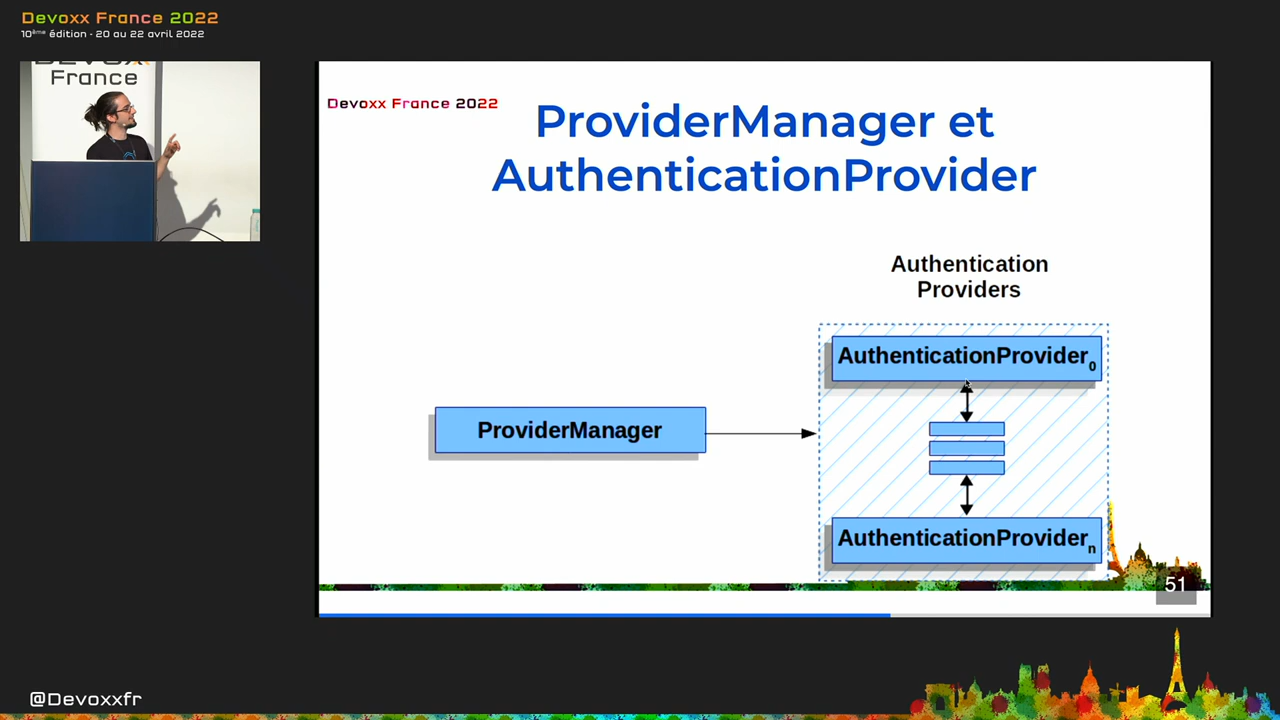 Devoxx France 2022
10ème édition - 20 au 22 avril 2022
France
Devoxx France 2022
ProviderManager et
AuthenticationProvider
Authentication
Providers
AuthenticationProvider0
ProviderManager
AuthenticationProvidern
51
@Devoxxfr